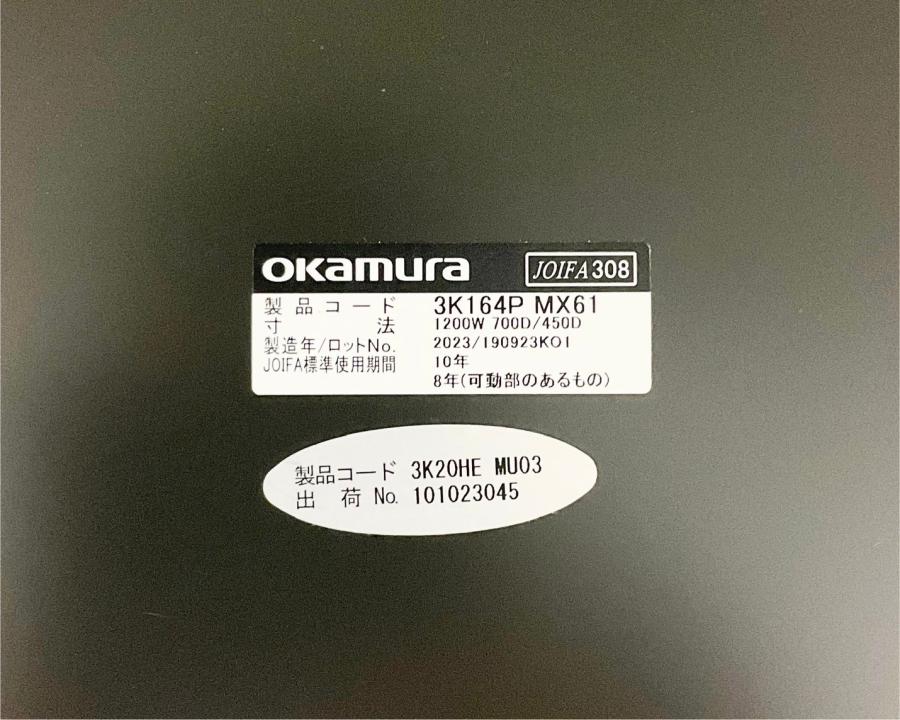 okamura JOIFA308
製品コード 3K164P MX61
寸法 1200W 700D/450D
製造年/ロットNo. 2023/190923K01
JOIFA標準使用期間 10年
8年(可動部のあるもの)
製品コード 3K20HE MU03
出荷 No. 101023045